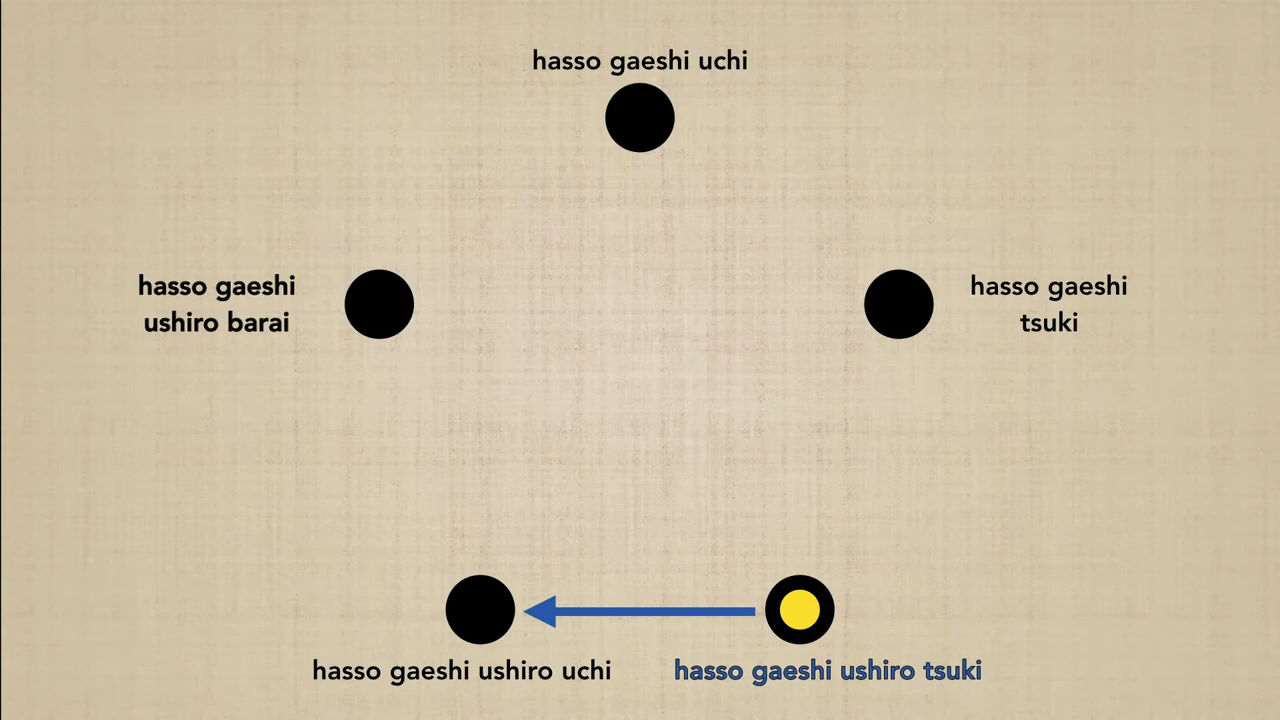 hasso gaeshi uchi
hasso gaeshi
ushiro barai
hasso gaeshi
tsuki
hasso gaeshi ushiro uchi
hasso gaeshi ushiro tsuki